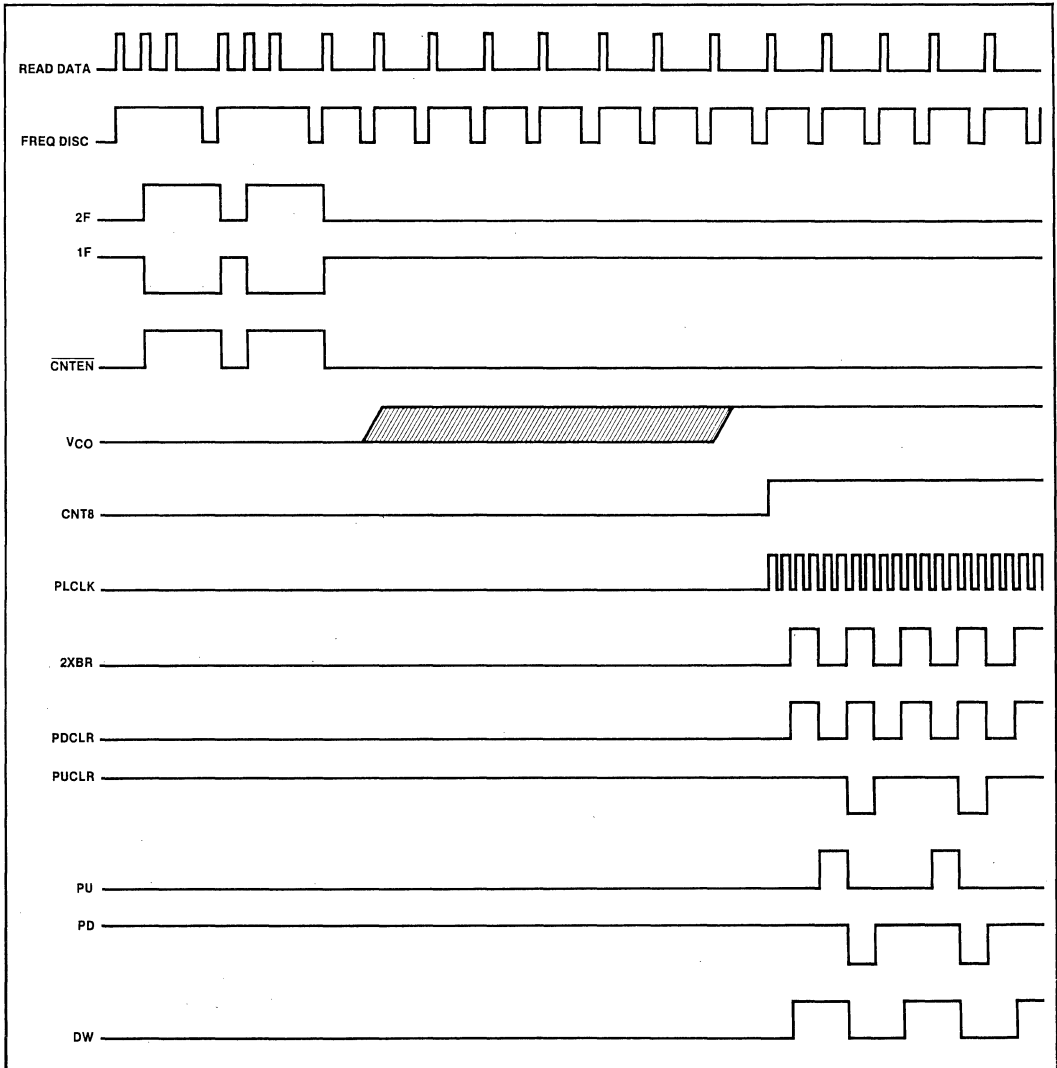 READ DATA
FREQ DISC
2F
1F
CNTEN
VCO
CNT8
PLCLK
2XBR
PDCLR
PUCLR
PU
PD
DW